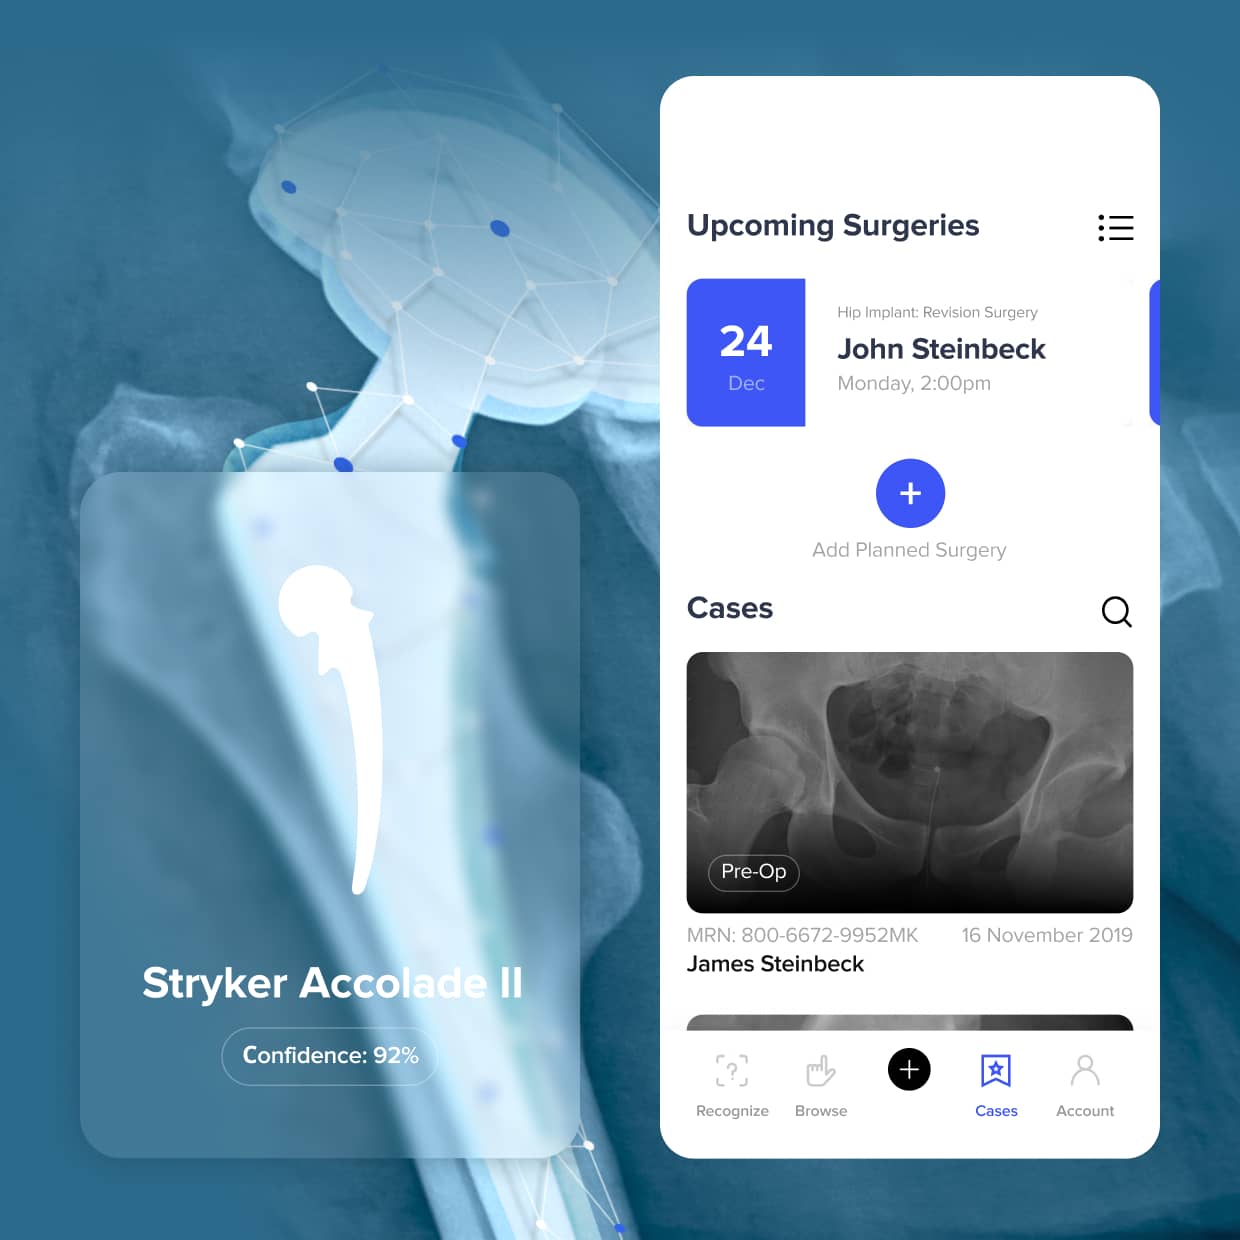 Stryker Accolade II
Confidence: 92%
Upcoming Surgeries
24
Dec
Hip Implant: Revision Surgery
John Steinbeck
Monday, 2:00pm
Add Planned Surgery
Cases
Pre-Op
MRN: 800-6672-9952MK
16 November 2019
James Steinbeck
Recognize
Browse
Cases
Account